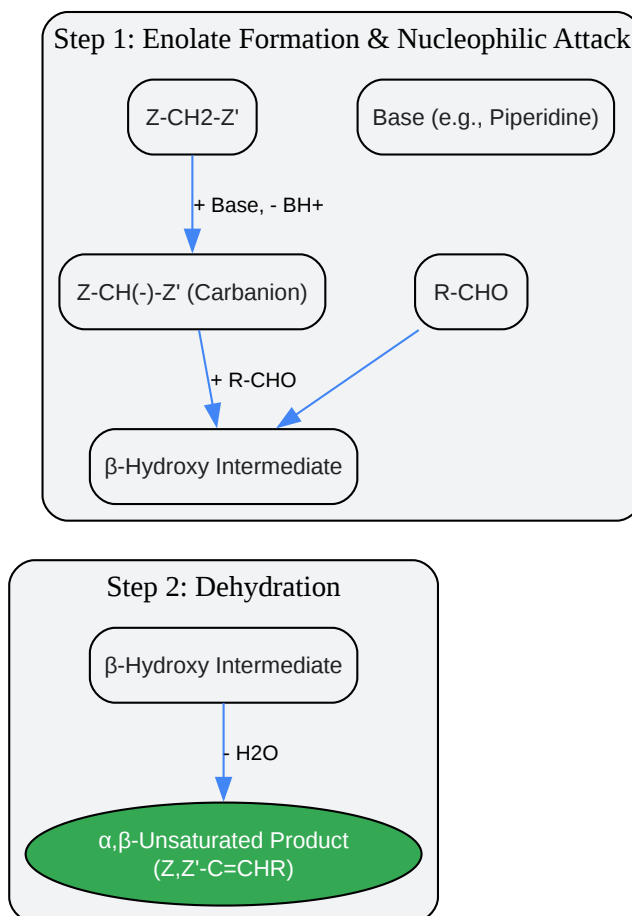 Step 1: Enolate Formation & Nucleophilic Attack
Z-CH2-Z'
Base (e.g., Piperidine)
+ Base, - BH+
Z-CH(-)-Z' (Carbanion)
R-CHO
+ R-CHO
β-Hydroxy Intermediate
Step 2: Dehydration
β-Hydroxy Intermediate
- H2O
α,β-Unsaturated Product
(Z,Z'-C=CHR)